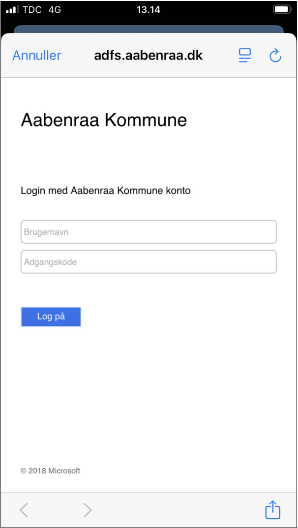 TDC 4G 13.14
Annuller adfs.aabenraa.dk
Aabenraa Kommune
Login med Aabenraa Kommune konto
Brugernavn
Adgangskode
Log på
© 2018 Microsoft